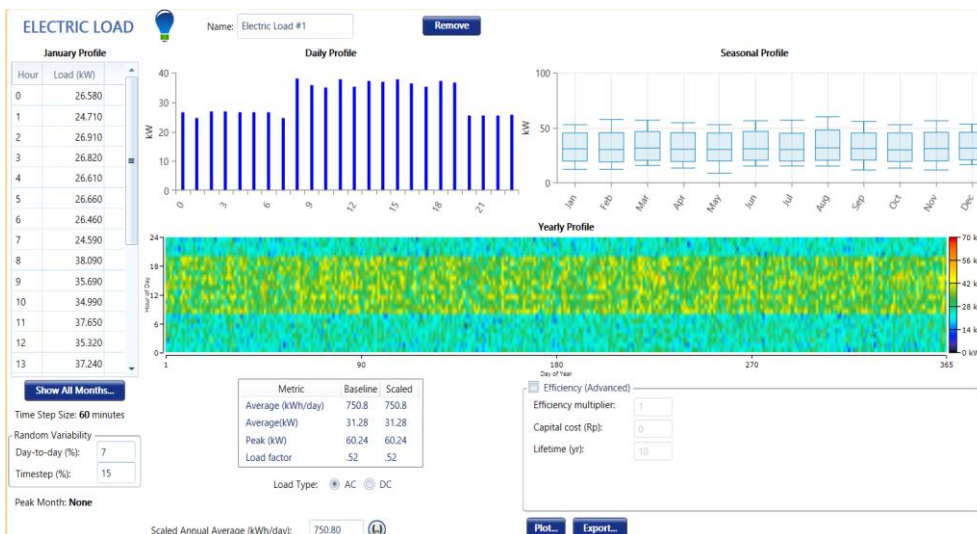 ELECTRIC LOAD
Name: Electric Load #1
Remove
January Profile
Hour Load (kW)
0 26.580
1 24.710
2 26.910
3 26.820
4 26.610
5 26.660
6 26.460
7 24.590
8 38.090
9 35.690
10 34.990
11 37.650
12 35.320
13 37.240
Show All Months...
Time Step Size: 60 minutes
Random Variability
Day-to-day (%): 7
Timestep (%): 15
Peak Month: None
Daily Profile
kW
40
30
20
10
0
0 3 6 9 12 15 18 21
Seasonal Profile
kW
100
50
0
Jan Feb Mar Apr May Jun Jul Aug Sep Oct Nov Dec
Yearly Profile
Hour of Day
24
18
12
6
0
1 90 180 270 365
Day of Year
70 k
56 k
42 k
28 k
14 k
0 kW
Metric Baseline Scaled
Average (kWh/day) 750.8 750.8
Average(kW) 31.28 31.28
Peak (kW) 60.24 60.24
Load factor .52 .52
Load Type: AC DC
Scaled Annual Average (kWh/day): 750.80
Efficiency (Advanced)
Efficiency multiplier: 1
Capital cost (Rp): 0
Lifetime (yr): 10
Plot... Export...